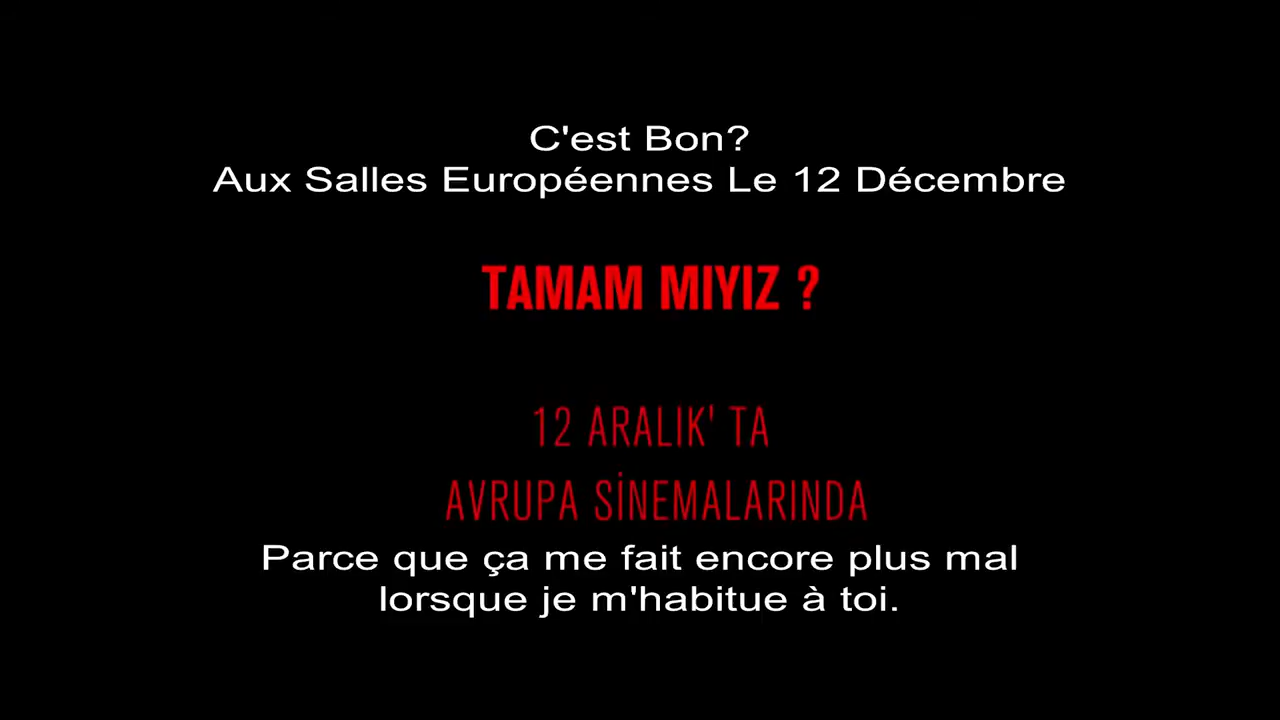 C'est Bon?
Aux Salles Européennes Le 12 Décembre
TAMAM MIYIZ ?
12 ARALIK' TA
AVRUPA SİNEMALARINDA
Parce que ça me fait encore plus mal
lorsque je m'habitue à toi.